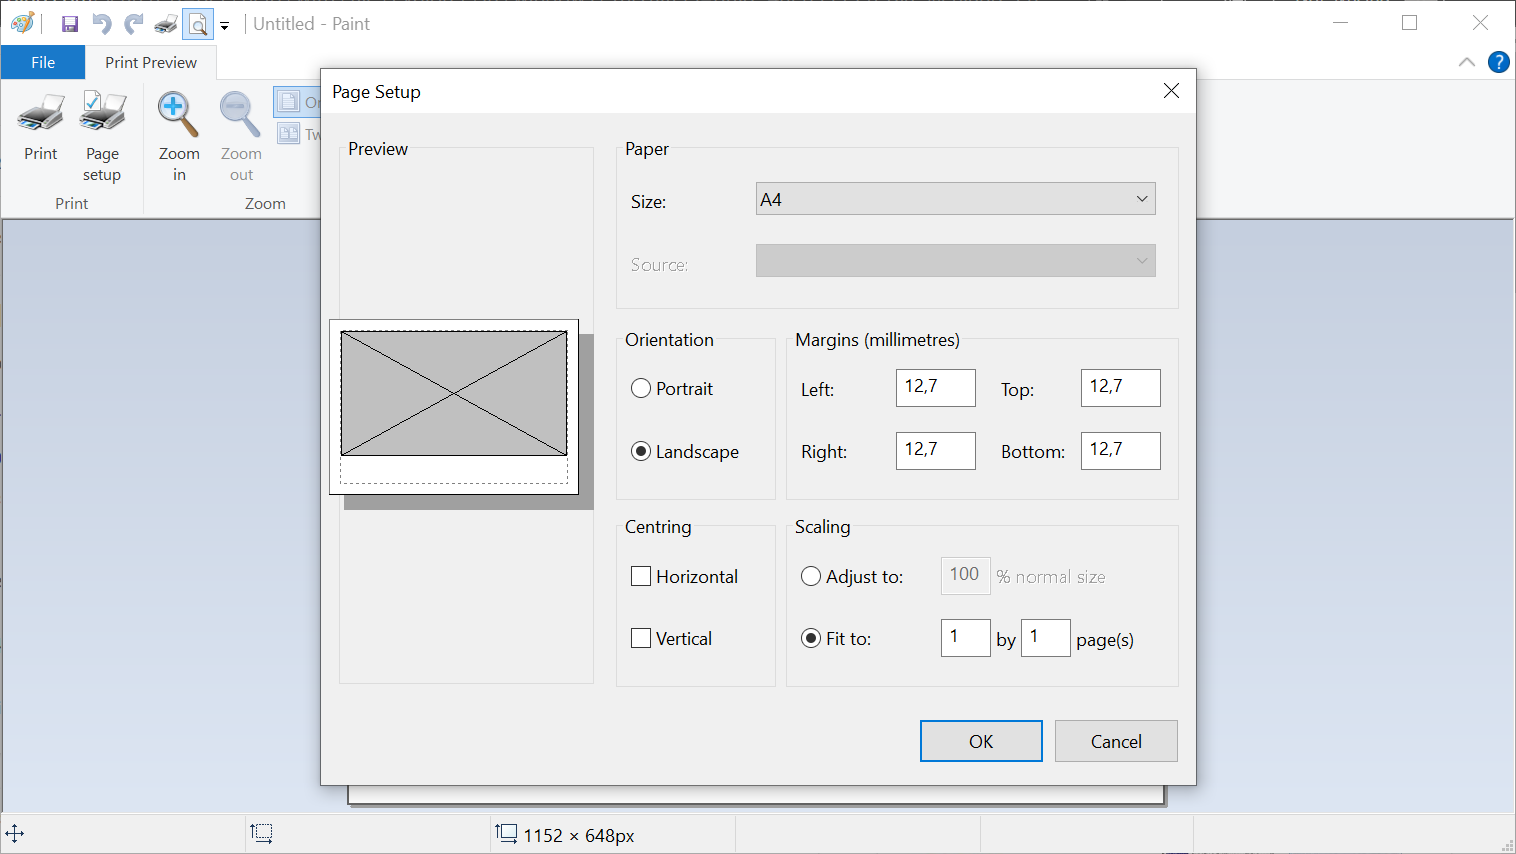 Untitled - Paint
File
Print Preview
?
Print
Page setup
Zoom in
Zoom out
Print
Zoom
Page Setup
Preview
Paper
Size:
A4
Source:
Orientation
Portrait
Landscape
Margins (millimetres)
Left:
12,7
Top:
12,7
Right:
12,7
Bottom:
12,7
Centring
Horizontal
Vertical
Scaling
Adjust to:
100
% normal size
Fit to:
1
by
1
page(s)
OK
Cancel
1152 × 648px